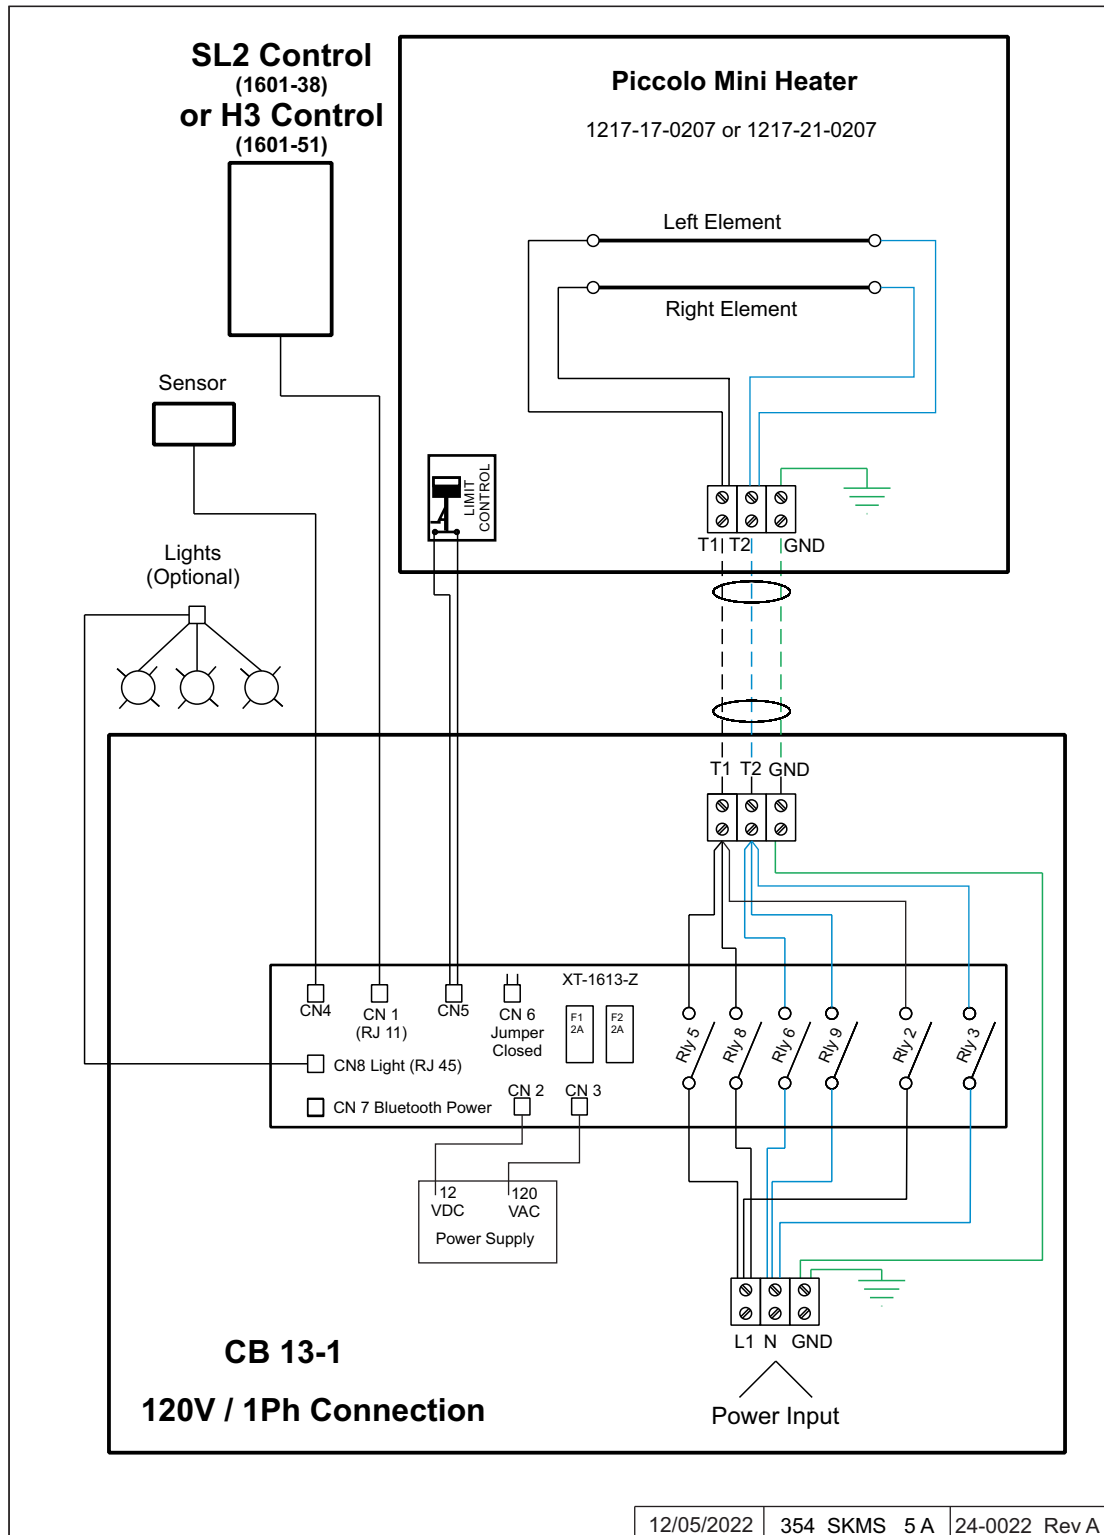 SL2 Control
(1601-38)
or H3 Control
(1601-51)
Piccolo Mini Heater
1217-17-0207 or 1217-21-0207
Left Element
Right Element
Sensor
LIMIT
CONTROL
T1 T2 GND
Lights
(Optional)
T1 T2 GND
XT-1613-Z
CN4
CN 1
(RJ 11)
CN5
CN 6
Jumper
Closed
F1
2A
F2
2A
Rly 5
Rly 8
Rly 6
Rly 9
Rly 2
Rly 3
CN8 Light (RJ 45)
CN 7 Bluetooth Power
CN 2
CN 3
12
VDC
120
VAC
Power Supply
L1 N GND
Power Input
CB 13-1
120V / 1Ph Connection
12/05/2022 354 SKMS 5 A 24-0022 Rev A